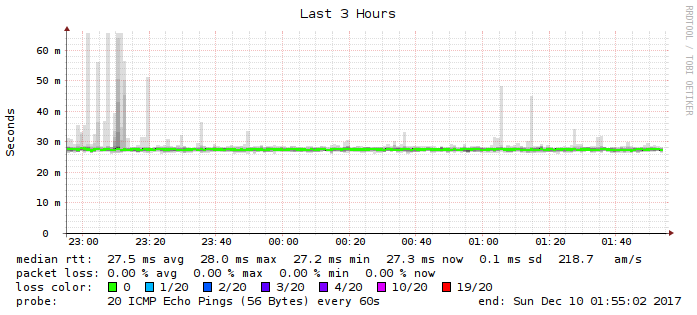 Last 3 Hours
RRDTOOL / TOBI OETIKER
Seconds
60 m
50 m
40 m
30 m
20 m
10 m
0
23:00 23:20 23:40 00:00 00:20 00:40 01:00 01:20 01:40
median rtt: 27.5 ms avg 28.0 ms max 27.2 ms min 27.3 ms now 0.1 ms sd 218.7 am/s
packet loss: 0.00 % avg 0.00 % max 0.00 % min 0.00 % now
loss color: 0 1/20 2/20 3/20 4/20 10/20 19/20
probe: 20 ICMP Echo Pings (56 Bytes) every 60s end: Sun Dec 10 01:55:02 2017